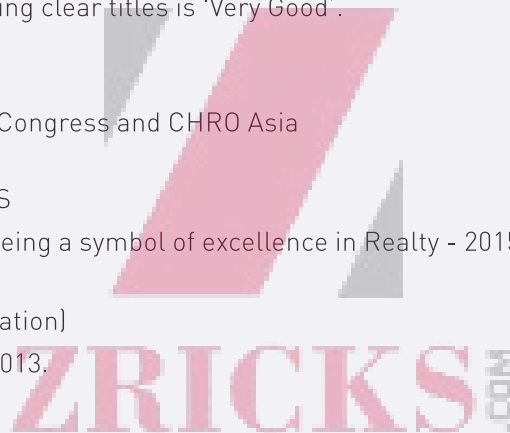 ing clear titles is 'Very Good'.
Congress and CHRO Asia
S
eing a symbol of excellence in Realty - 2015
ation)
013.
ZRICKS
.COM